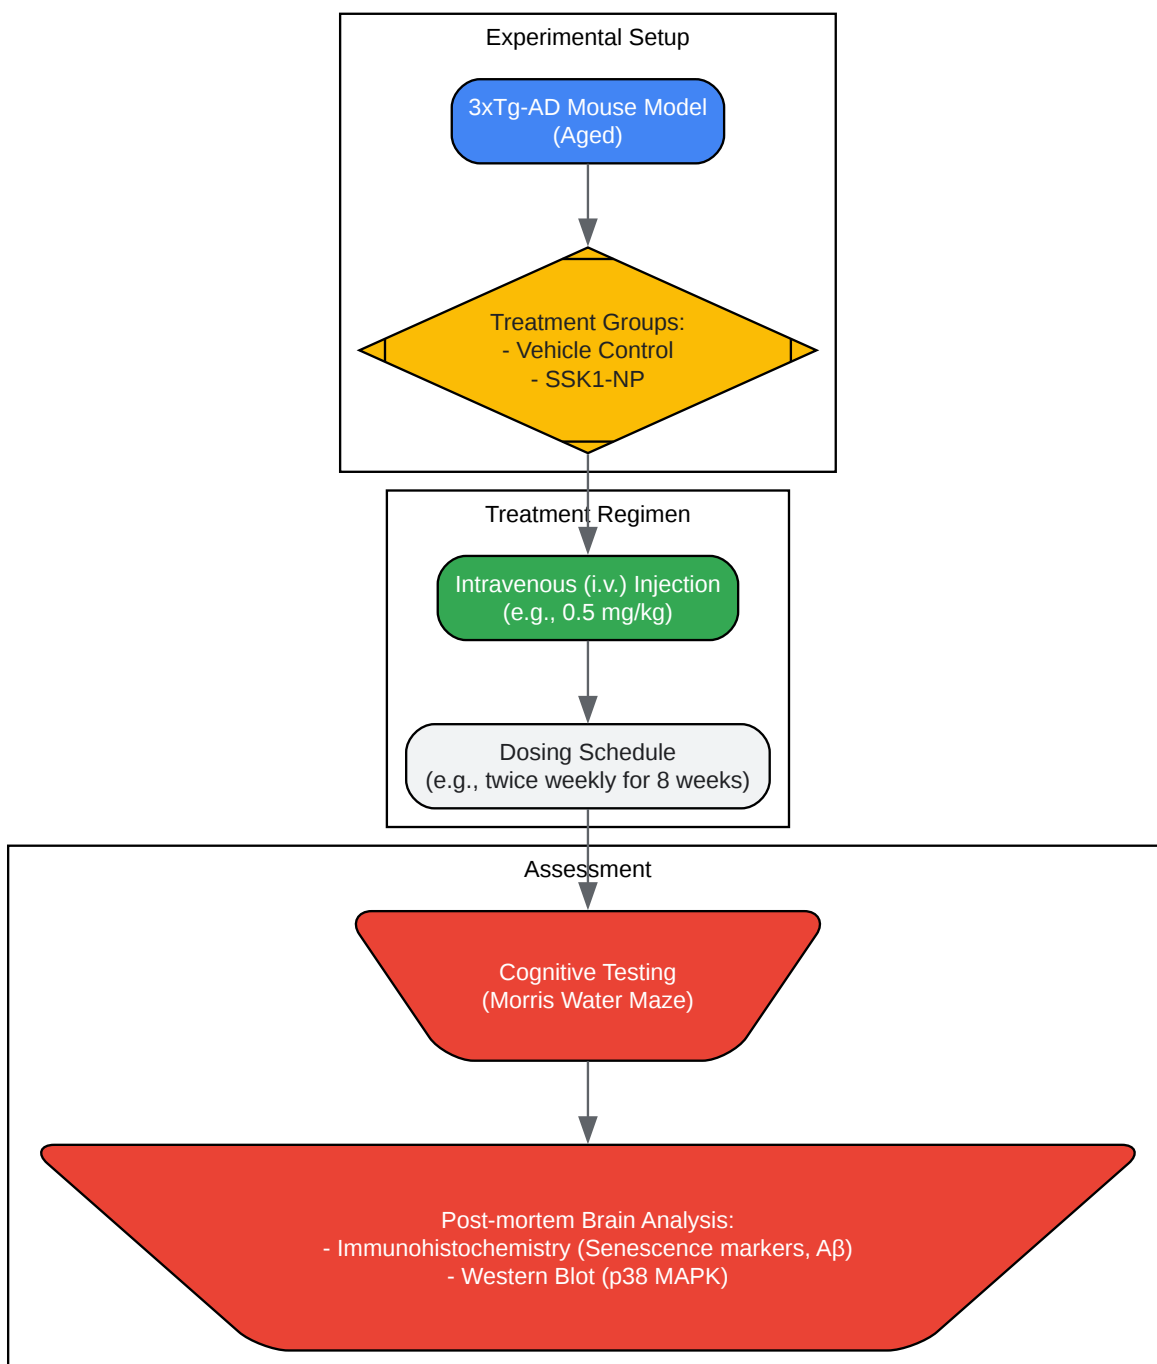 Experimental Setup
3xTg-AD Mouse Model
(Aged)
Treatment Groups:
- Vehicle Control
- SSK1-NP
Treatment Regimen
Intravenous (i.v.) Injection
(e.g., 0.5 mg/kg)
Dosing Schedule
(e.g., twice weekly for 8 weeks)
Assessment
Cognitive Testing
(Morris Water Maze)
Post-mortem Brain Analysis:
- Immunohistochemistry (Senescence markers, Aβ)
- Western Blot (p38 MAPK)